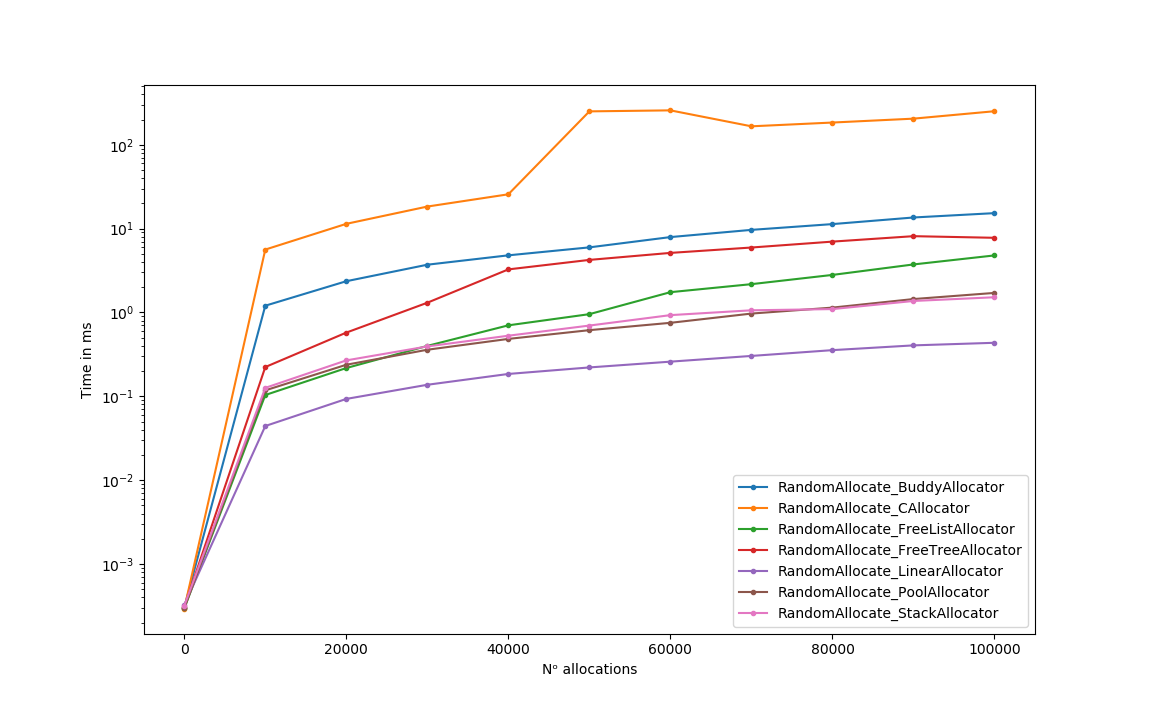 10²
10¹
10⁰
10⁻¹
10⁻²
10⁻³
Time in ms
0 20000 40000 60000 80000 100000
Nᵒ allocations
RandomAllocate_BuddyAllocator
RandomAllocate_CAllocator
RandomAllocate_FreeListAllocator
RandomAllocate_FreeTreeAllocator
RandomAllocate_LinearAllocator
RandomAllocate_PoolAllocator
RandomAllocate_StackAllocator